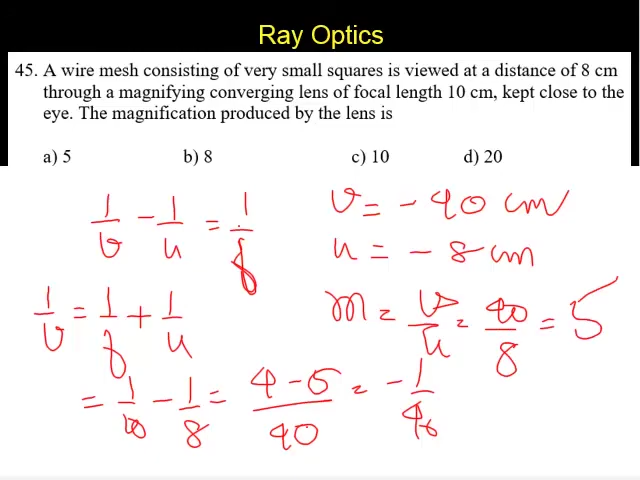 Ray Optics
45. A wire mesh consisting of very small squares is viewed at a distance of 8 cm
through a magnifying converging lens of focal length 10 cm, kept close to the
eye. The magnification produced by the lens is
a) 5 b) 8 c) 10 d) 20
1/v - 1/u = 1/f
v = - 40 cm
u = - 8 cm
1/v = 1/f + 1/u
m = v/u = 40/8 = 5
= 1/10 - 1/8 = (4 - 5)/40 = - 1/40